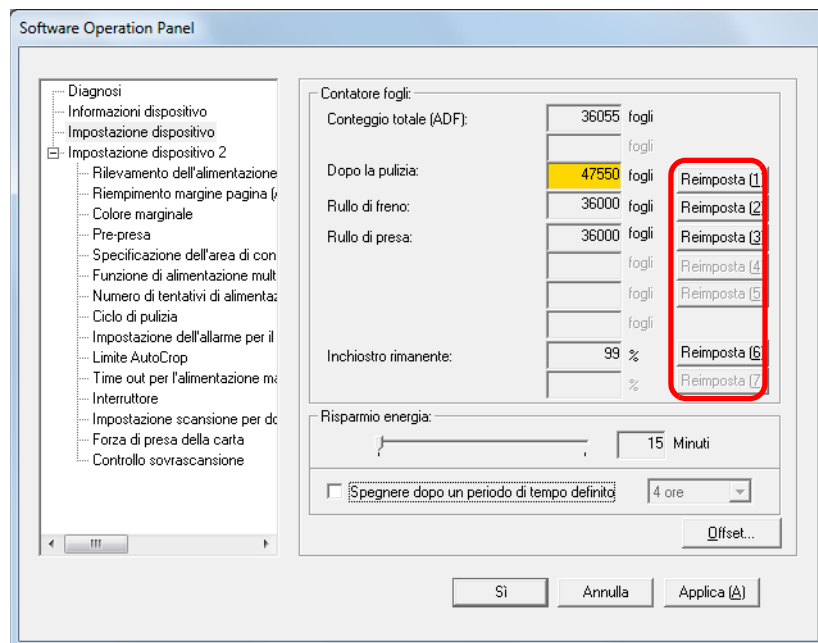 Software Operation Panel
Diagnosi
Informazioni dispositivo
Impostazione dispositivo
Impostazione dispositivo 2
Rilevamento dell'alimentazione
Riempimento margine pagina (
Colore marginale
Pre-presa
Specificazione dell'area di con
Funzione di alimentazione mult
Numero di tentativi di alimentaz
Ciclo di pulizia
Impostazione dell'allarme per il
Limite AutoCrop
Time out per l'alimentazione ma
Interruttore
Impostazione scansione per do
Forza di presa della carta
Controllo sovrascansione
Contatore fogli:
Conteggio totale (ADF): 36055 fogli
fogli
Dopo la pulizia: 47550 fogli Reimposta (1)
Rullo di freno: 36000 fogli Reimposta (2)
Rullo di presa: 36000 fogli Reimposta (3)
fogli Reimposta (4)
fogli Reimposta (5)
fogli
Inchiostro rimanente: 99 % Reimposta (6)
% Reimposta (7)
Risparmio energia:
15 Minuti
Spegnere dopo un periodo di tempo definito 4 ore
Offset...
Sì Annulla Applica (A)